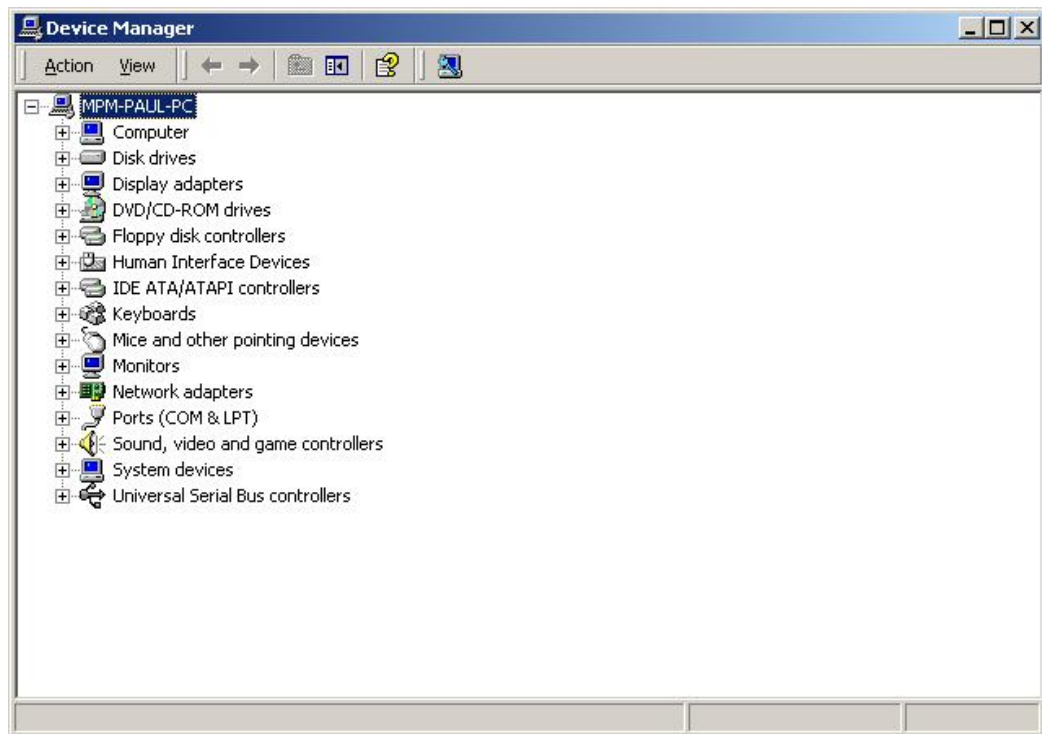 Device Manager
Action View
MPM-PAUL-PC
Computer
Disk drives
Display adapters
DVD/CD-ROM drives
Floppy disk controllers
Human Interface Devices
IDE ATA/ATAPI controllers
Keyboards
Mice and other pointing devices
Monitors
Network adapters
Ports (COM & LPT)
Sound, video and game controllers
System devices
Universal Serial Bus controllers